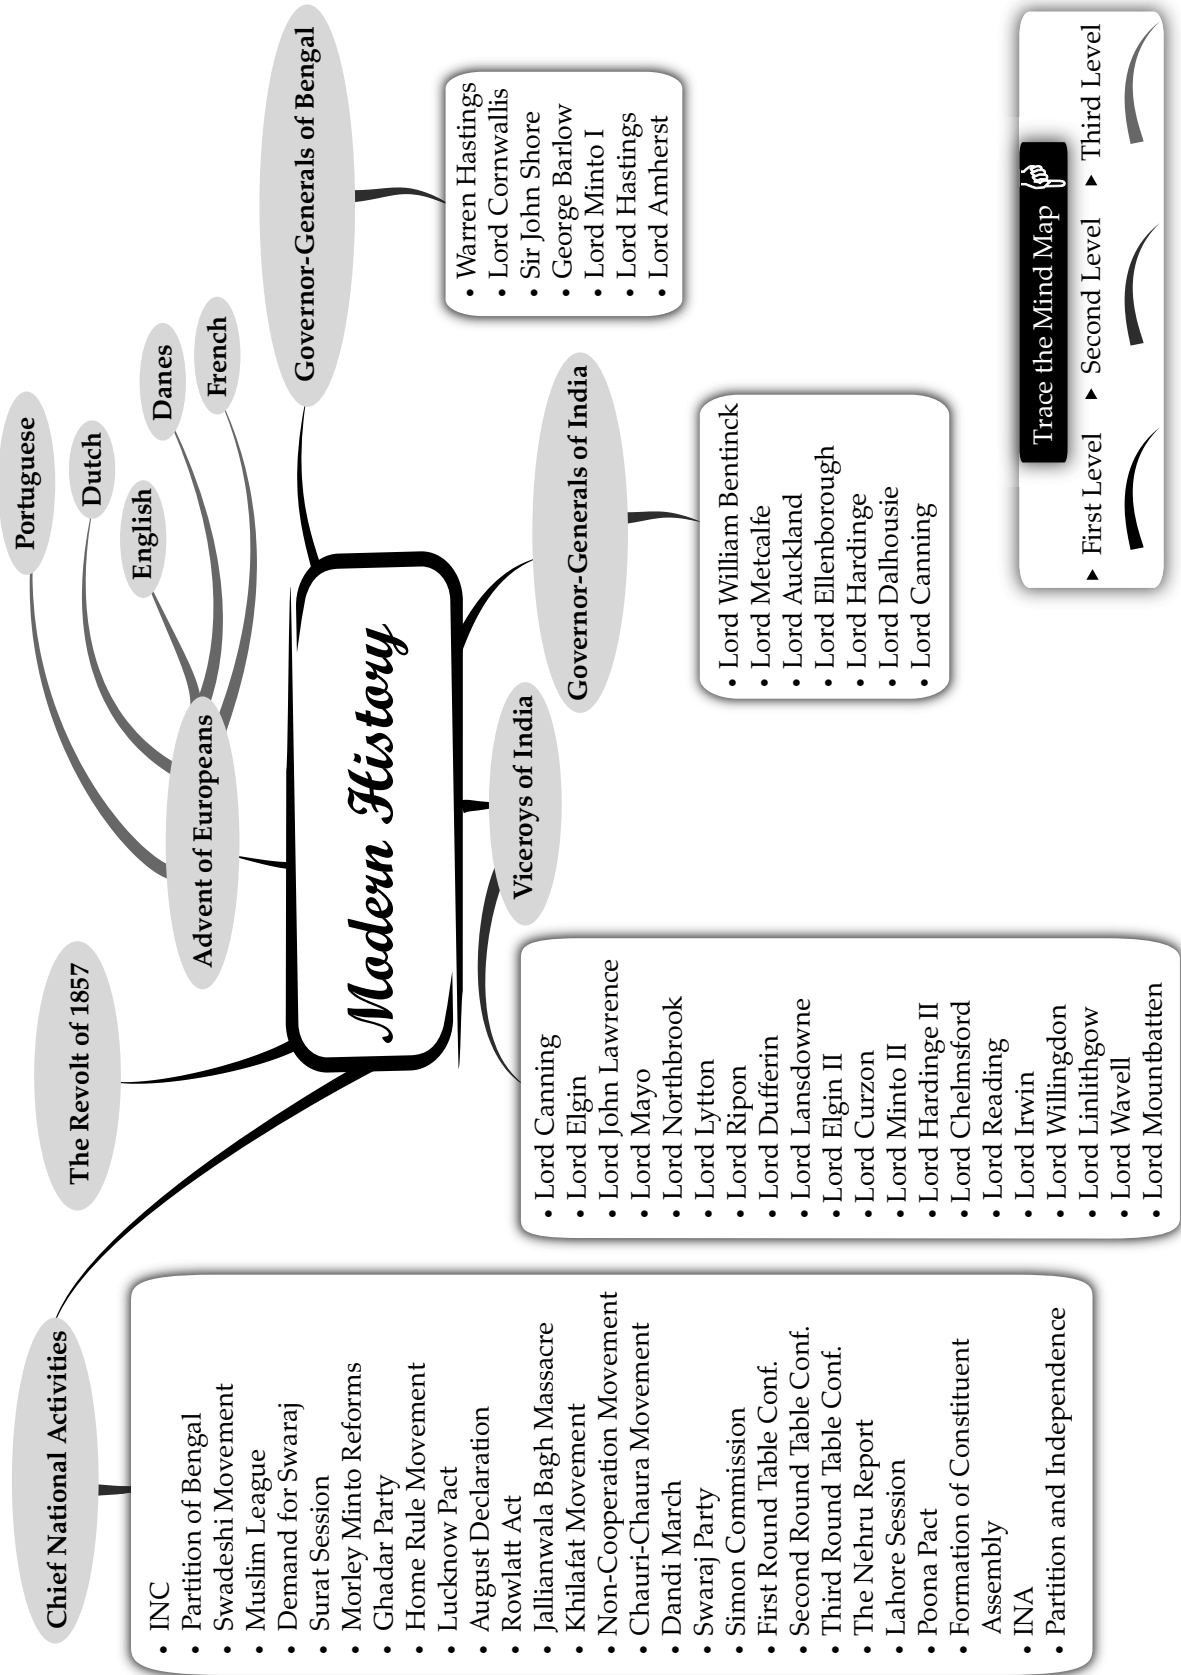 Chief National Activities
• INC
• Partition of Bengal
• Swadeshi Movement
• Muslim League
• Demand for Swaraj
• Surat Session
• Morley Minto Reforms
• Ghadar Party
• Home Rule Movement
• Lucknow Pact
• August Declaration
• Rowlatt Act
• Jallianwala Bagh Massacre
• Khilafat Movement
• Non-Cooperation Movement
• Chauri-Chaura Movement
• Dandi March
• Swaraj Party
• Simon Commission
• First Round Table Conf.
• Second Round Table Conf.
• Third Round Table Conf.
• The Nehru Report
• Lahore Session
• Poona Pact
• Formation of Constituent
Assembly
• INA
• Partition and Independence
The Revolt of 1857
Advent of Europeans
Portuguese
Dutch
English
Danes
French
Modern History
Governor-Generals of Bengal
• Warren Hastings
• Lord Cornwallis
• Sir John Shore
• George Barlow
• Lord Minto I
• Lord Hastings
• Lord Amherst
Governor-Generals of India
• Lord William Bentinck
• Lord Metcalfe
• Lord Auckland
• Lord Ellenborough
• Lord Hardinge
• Lord Dalhousie
• Lord Canning
Viceroys of India
• Lord Canning
• Lord Elgin
• Lord John Lawrence
• Lord Mayo
• Lord Northbrook
• Lord Lytton
• Lord Ripon
• Lord Dufferin
• Lord Lansdowne
• Lord Elgin II
• Lord Curzon
• Lord Minto II
• Lord Hardinge II
• Lord Chelmsford
• Lord Reading
• Lord Irwin
• Lord Willingdon
• Lord Linlithgow
• Lord Wavell
• Lord Mountbatten
Trace the Mind Map
▶ First Level ▶ Second Level ▶ Third Level